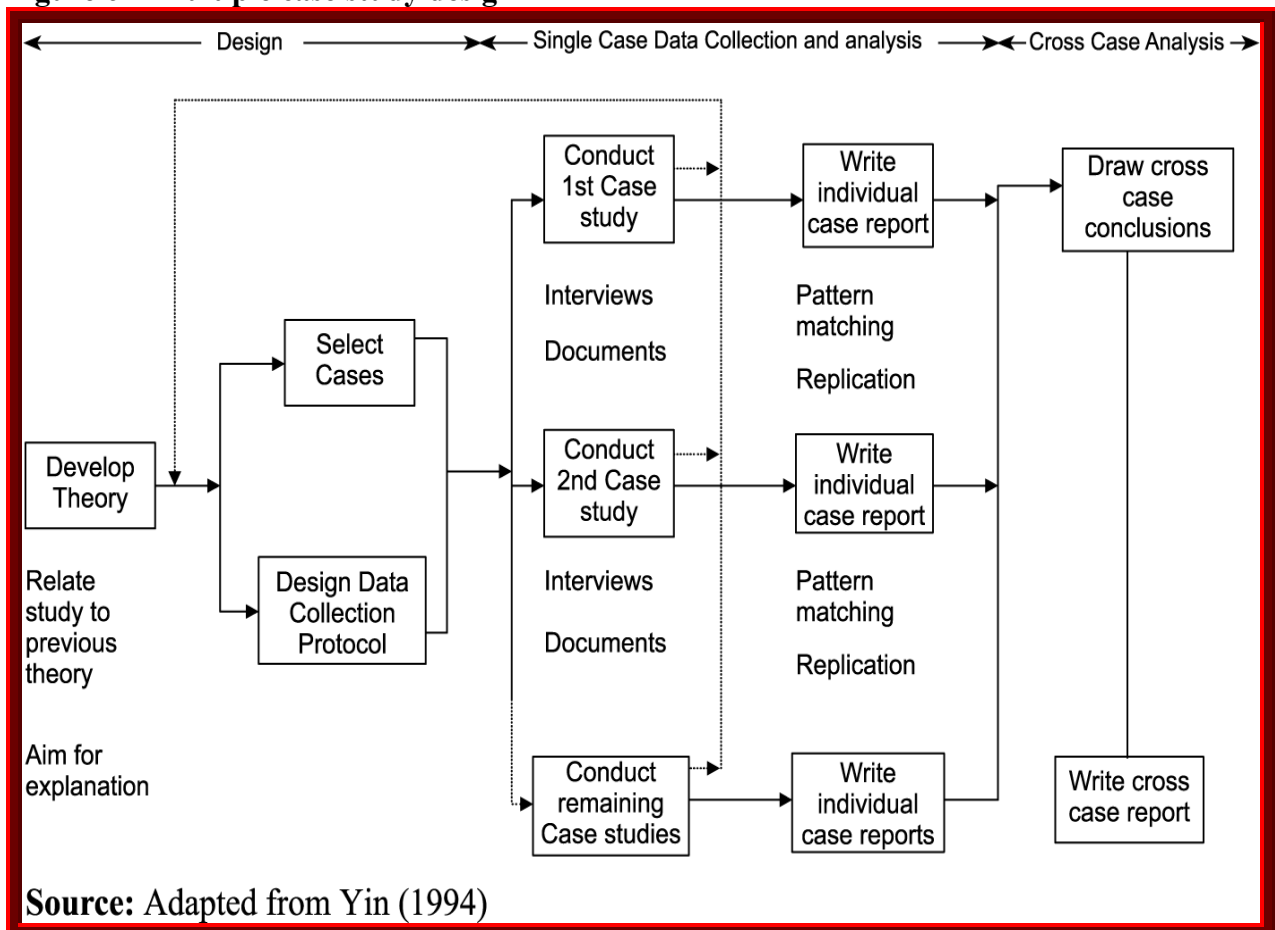 Design
Single Case Data Collection and analysis
Cross Case Analysis
Develop
Theory
Relate
study to
previous
theory
Aim for
explanation
Select
Cases
Design Data
Collection
Protocol
Conduct
1st Case
study
Interviews
Documents
Conduct
2nd Case
study
Interviews
Documents
Conduct
remaining
Case studies
Write
individual
case report
Pattern
matching
Replication
Write
individual
case report
Pattern
matching
Replication
Write
individual
case reports
Draw cross
case
conclusions
Write cross
case report
Source: Adapted from Yin (1994)